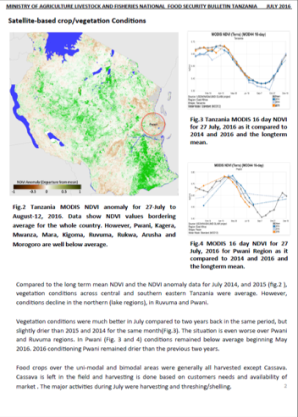 MINISTRY OF AGRICULTURE LIVESTOCK AND FISHERIES NATIONAL FOOD SECURITY BULLETIN TANZANIA JULY 2016
Satellite-based crop/vegetation Conditions
Fig.3 Tanzania MODIS 16 day NDVI
for 27 July, 2016 as it compared to
2014 and 2016 and the longterm
mean.
Fig.2 Tanzania MODIS NDVI anomaly for 27-July to
August-12, 2016. Data show NDVI values bordering
average for the whole country. However, Pwani, Kagera,
Mwanza, Mara, Kigoma, Ruvuma, Rukwa, Arusha and
Morogoro are well below average.
Fig.4 MODIS 16 day NDVI for 27
July, 2016 for Pwani Region as it
compared to 2014 and 2016 and
the longterm mean.
Compared to the long term mean NDVI and the NDVI anomaly data for July 2014, and 2015 (fig.2 ),
vegetation conditions across central and southern eastern Tanzania were average. However,
conditions decline in the northern (lake regions), in Ruvuma and Pwani.
Vegetation conditions were much better in July compared to two years back in the same period, but
slightly drier than 2015 and 2014 for the same month(Fig.3). The situation is even worse over Pwani
and Ruvuma regions. In Pwani (Fig. 3 and 4) conditions remained below average beginning May
2016. 2016 conditioning Pwani remained drier than the previous two years.
Feed crops over the uni-modal and bimodal areas were generally all harvested except Cassava.
Cassava is left in the field and harvesting is done based on customers needs and availability of
market . The major activities during July were harvesting and threshing/shelling.
2